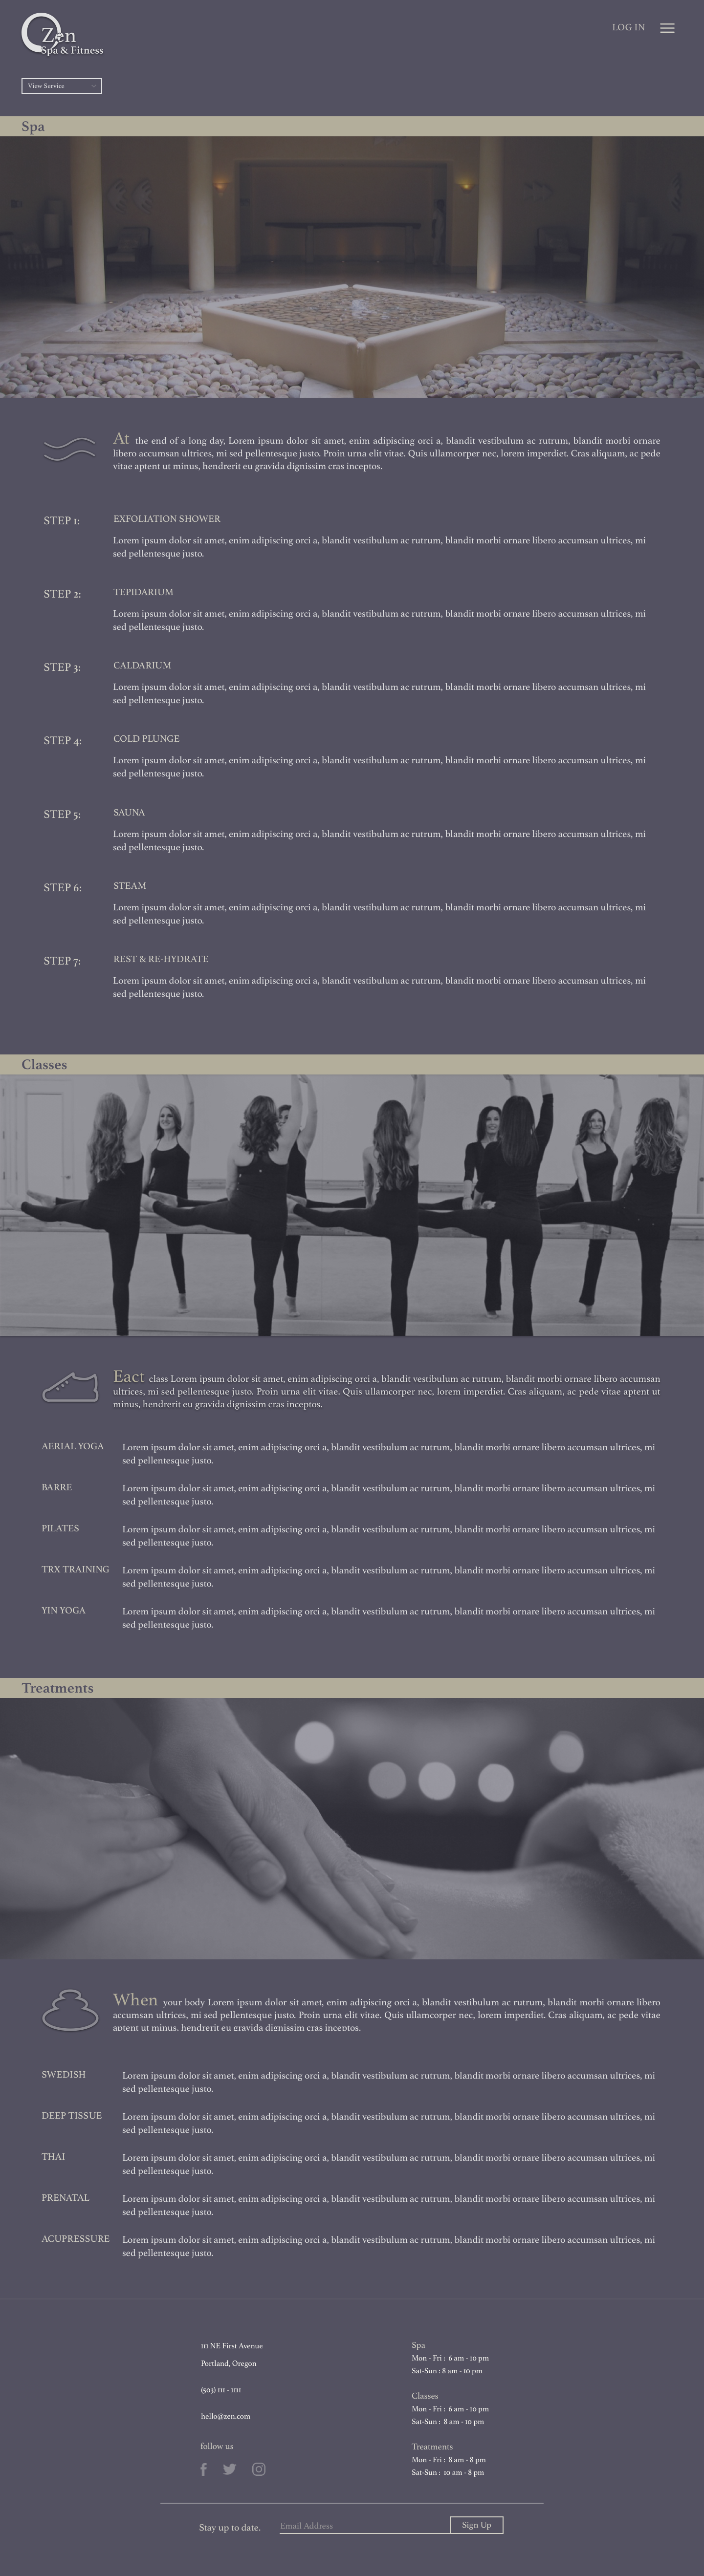 Zen
Spa & Fitness
LOG IN
View Service
Spa
At the end of a long day, Lorem ipsum dolor sit amet, enim adipiscing orci a, blandit vestibulum ac rutrum, blandit morbi ornare
libero accumsan ultrices, mi sed pellentesque justo. Proin urna elit vitae. Quis ullamcorper nec, lorem imperdiet. Cras aliquam, ac pede
vitae aptent ut minus, hendrerit eu gravida dignissim cras inceptos.
STEP 1:
EXFOLIATION SHOWER
Lorem ipsum dolor sit amet, enim adipiscing orci a, blandit vestibulum ac rutrum, blandit morbi ornare libero accumsan ultrices, mi
sed pellentesque justo.
STEP 2:
TEPIDARIUM
Lorem ipsum dolor sit amet, enim adipiscing orci a, blandit vestibulum ac rutrum, blandit morbi ornare libero accumsan ultrices, mi
sed pellentesque justo.
STEP 3:
CALDARIUM
Lorem ipsum dolor sit amet, enim adipiscing orci a, blandit vestibulum ac rutrum, blandit morbi ornare libero accumsan ultrices, mi
sed pellentesque justo.
STEP 4:
COLD PLUNGE
Lorem ipsum dolor sit amet, enim adipiscing orci a, blandit vestibulum ac rutrum, blandit morbi ornare libero accumsan ultrices, mi
sed pellentesque justo.
STEP 5:
SAUNA
Lorem ipsum dolor sit amet, enim adipiscing orci a, blandit vestibulum ac rutrum, blandit morbi ornare libero accumsan ultrices, mi
sed pellentesque justo.
STEP 6:
STEAM
Lorem ipsum dolor sit amet, enim adipiscing orci a, blandit vestibulum ac rutrum, blandit morbi ornare libero accumsan ultrices, mi
sed pellentesque justo.
STEP 7:
REST & RE-HYDRATE
Lorem ipsum dolor sit amet, enim adipiscing orci a, blandit vestibulum ac rutrum, blandit morbi ornare libero accumsan ultrices, mi
sed pellentesque justo.
Classes
Eact class Lorem ipsum dolor sit amet, enim adipiscing orci a, blandit vestibulum ac rutrum, blandit morbi ornare libero accumsan
ultrices, mi sed pellentesque justo. Proin urna elit vitae. Quis ullamcorper nec, lorem imperdiet. Cras aliquam, ac pede vitae aptent ut
minus, hendrerit eu gravida dignissim cras inceptos.
AERIAL YOGA
Lorem ipsum dolor sit amet, enim adipiscing orci a, blandit vestibulum ac rutrum, blandit morbi ornare libero accumsan ultrices, mi
sed pellentesque justo.
BARRE
Lorem ipsum dolor sit amet, enim adipiscing orci a, blandit vestibulum ac rutrum, blandit morbi ornare libero accumsan ultrices, mi
sed pellentesque justo.
PILATES
Lorem ipsum dolor sit amet, enim adipiscing orci a, blandit vestibulum ac rutrum, blandit morbi ornare libero accumsan ultrices, mi
sed pellentesque justo.
TRX TRAINING
Lorem ipsum dolor sit amet, enim adipiscing orci a, blandit vestibulum ac rutrum, blandit morbi ornare libero accumsan ultrices, mi
sed pellentesque justo.
YIN YOGA
Lorem ipsum dolor sit amet, enim adipiscing orci a, blandit vestibulum ac rutrum, blandit morbi ornare libero accumsan ultrices, mi
sed pellentesque justo.
Treatments
When your body Lorem ipsum dolor sit amet, enim adipiscing orci a, blandit vestibulum ac rutrum, blandit morbi ornare libero
accumsan ultrices, mi sed pellentesque justo. Proin urna elit vitae. Quis ullamcorper nec, lorem imperdiet. Cras aliquam, ac pede vitae
aptent ut minus, hendrerit eu gravida dignissim cras inceptos.
SWEDISH
Lorem ipsum dolor sit amet, enim adipiscing orci a, blandit vestibulum ac rutrum, blandit morbi ornare libero accumsan ultrices, mi
sed pellentesque justo.
DEEP TISSUE
Lorem ipsum dolor sit amet, enim adipiscing orci a, blandit vestibulum ac rutrum, blandit morbi ornare libero accumsan ultrices, mi
sed pellentesque justo.
THAI
Lorem ipsum dolor sit amet, enim adipiscing orci a, blandit vestibulum ac rutrum, blandit morbi ornare libero accumsan ultrices, mi
sed pellentesque justo.
PRENATAL
Lorem ipsum dolor sit amet, enim adipiscing orci a, blandit vestibulum ac rutrum, blandit morbi ornare libero accumsan ultrices, mi
sed pellentesque justo.
ACUPRESSURE
Lorem ipsum dolor sit amet, enim adipiscing orci a, blandit vestibulum ac rutrum, blandit morbi ornare libero accumsan ultrices, mi
sed pellentesque justo.
111 NE First Avenue
Portland, Oregon
(503) 111 - 1111
hello@zen.com
follow us
Spa
Mon - Fri : 6 am - 10 pm
Sat-Sun : 8 am - 10 pm
Classes
Mon - Fri : 6 am - 10 pm
Sat-Sun : 8 am - 10 pm
Treatments
Mon - Fri : 8 am - 8 pm
Sat-Sun : 10 am - 8 pm
Stay up to date.
Email Address
Sign Up